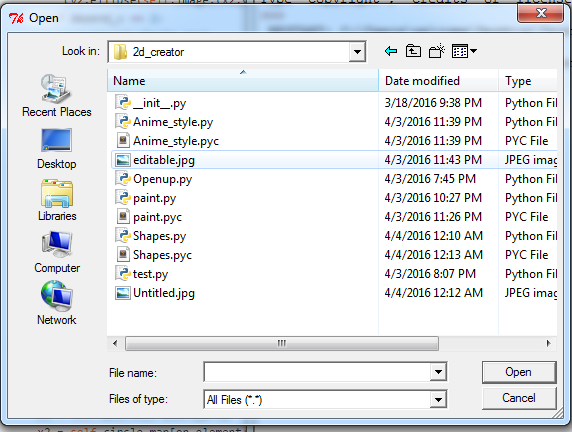 Open
Look in: 2d_creator
Name Date modified Type
__init__.py 3/18/2016 9:38 PM Python Fil
Anime_style.py 4/3/2016 11:39 PM Python Fil
Anime_style.pyc 4/3/2016 11:39 PM PYC File
editable.jpg 4/3/2016 11:43 PM JPEG imag
Openup.py 4/3/2016 7:45 PM Python Fil
paint.py 4/3/2016 10:27 PM Python Fil
paint.pyc 4/3/2016 11:26 PM PYC File
Shapes.py 4/4/2016 12:10 AM Python Fil
Shapes.pyc 4/4/2016 12:13 AM PYC File
test.py 4/3/2016 8:07 PM Python Fil
Untitled.jpg 4/4/2016 12:12 AM JPEG imag
Recent Places
Desktop
Libraries
Computer
Network
File name: Open
Files of type: All Files (*.*) Cancel